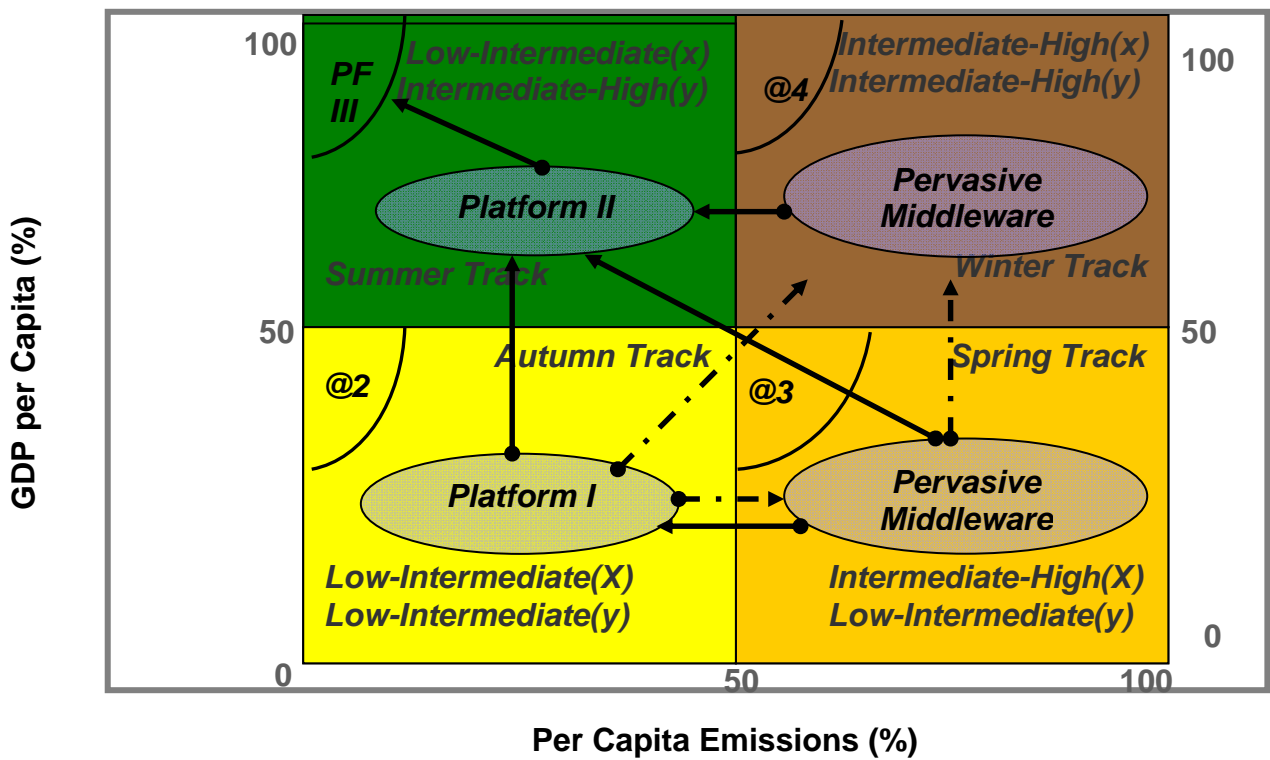 100
PF
III
Low-Intermediate(x)
Intermediate-High(y)
@4
Intermediate-High(x)
Intermediate-High(y)
100
Platform II
Pervasive
Middleware
Summer Track
Winter Track
GDP per Capita (%)
50
@2
Autumn Track
@3
Spring Track
50
Platform I
Pervasive
Middleware
Low-Intermediate(X)
Low-Intermediate(y)
Intermediate-High(X)
Low-Intermediate(y)
0
0
50
100
Per Capita Emissions (%)